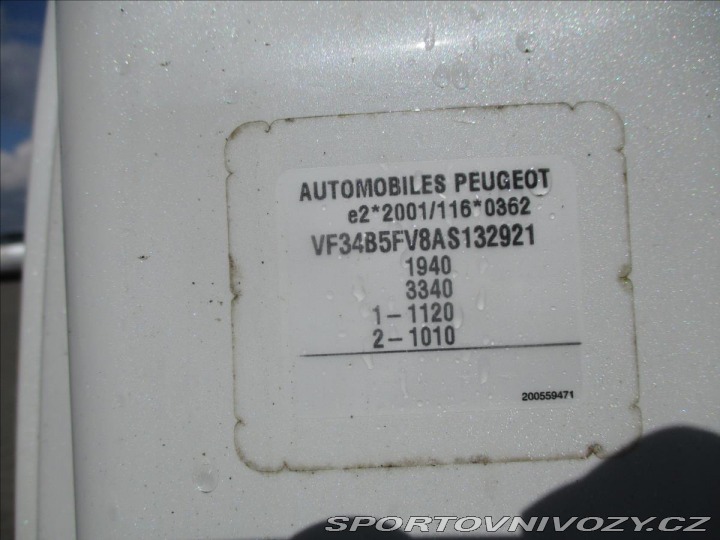 AUTOMOBILES PEUGEOT
e2*2001/116*0362
VF34B5FV8AS132921
1940
3340
1-1120
2-1010
200559471
SPORTOVNIVOZY.CZ